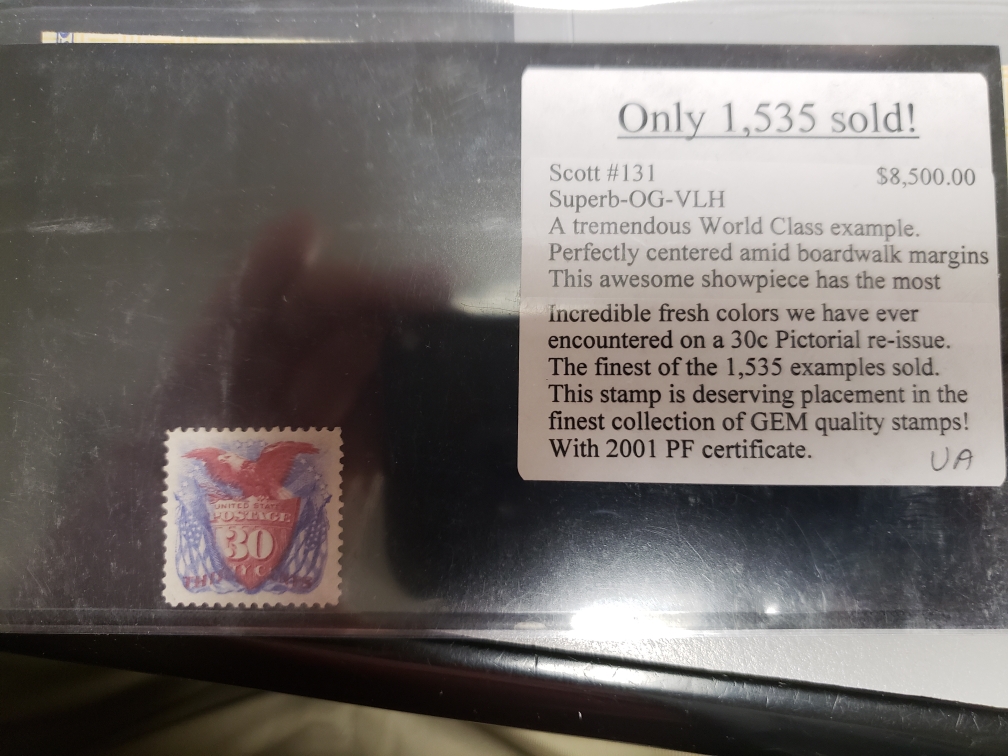 Only 1,535 sold!
Scott #131 $8,500.00
Superb-OG-VLH
A tremendous World Class example.
Perfectly centered amid boardwalk margins
This awesome showpiece has the most
Incredible fresh colors we have ever
encountered on a 30c Pictorial re-issue.
The finest of the 1,535 examples sold.
This stamp is deserving placement in the
finest collection of GEM quality stamps!
With 2001 PF certificate.
UA
UNITED STATES
POSTAGE
30